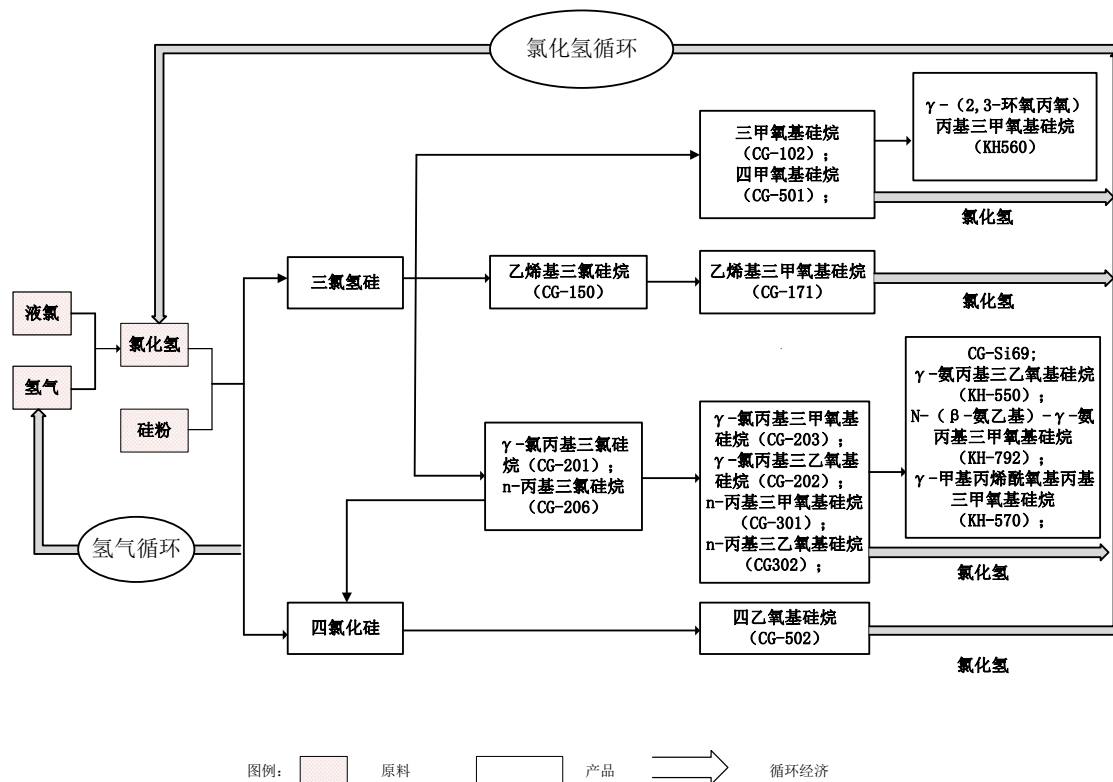 氯化氢循环
γ-（2,3-环氧丙氧）
丙基三甲氧基硅烷
（KH560）
三甲氧基硅烷
（CG-102）；
四甲氧基硅烷
（CG-501）；
氯化氢
三氯氢硅
乙烯基三氯硅烷
（CG-150）
乙烯基三甲氧基硅烷
（CG-171）
氯化氢
液氯
氯化氢
氢气
硅粉
γ-氯丙基三氯硅
烷（CG-201）；
n-丙基三氯硅烷
（CG-206）
γ-氯丙基三甲氧基
硅烷（CG-203）；
γ-氯丙基三乙氧基
硅烷（CG-202）；
n-丙基三甲氧基硅烷
（CG-301）；
n-丙基三乙氧基硅烷
（CG302）；
CG-Si69;
γ-氨丙基三乙氧基硅烷
（KH-550）；
N-（β-氨乙基）-γ-氨
丙基三甲氧基硅烷
（KH-792）；
γ-甲基丙烯酰氧基丙基
三甲氧基硅烷
（KH-570）；
氯化氢
氢气循环
四氯化硅
四乙氧基硅烷
（CG-502）
氯化氢
图例： 原料 产品 循环经济